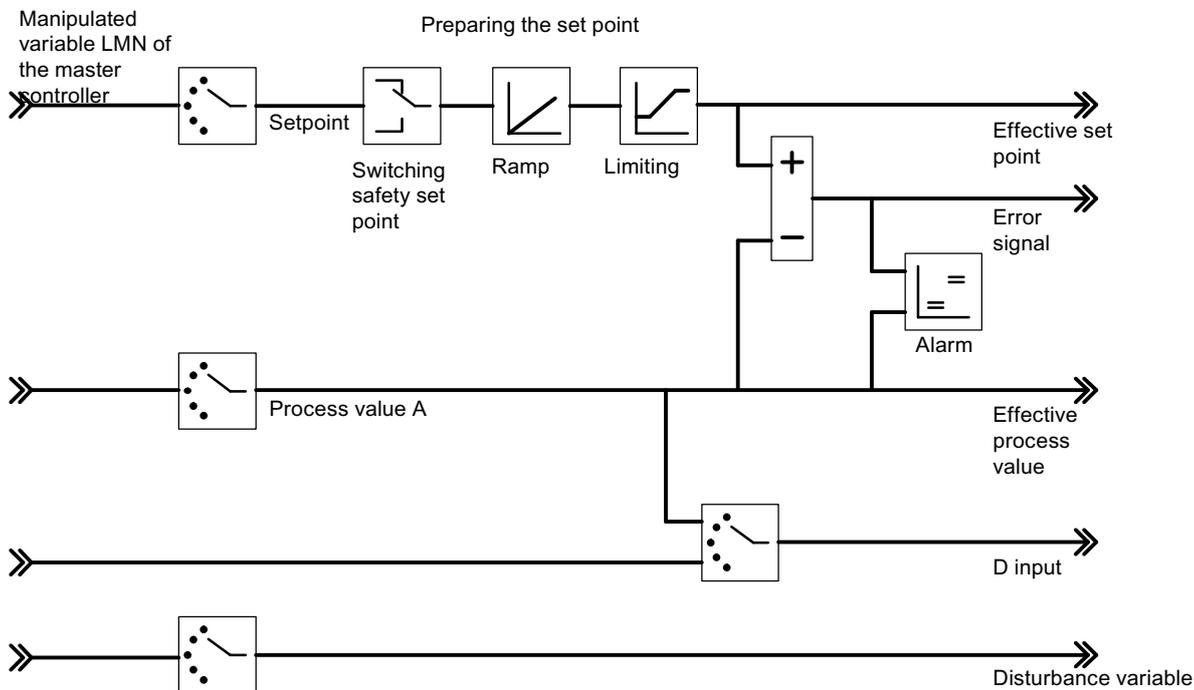 Manipulated
variable LMN of
the master
controller
Preparing the set point
Setpoint
Switching
safety set
point
Ramp
Limiting
Effective set
point
+
−
Error
signal
Alarm
Process value A
Effective
process
value
D input
Disturbance variable